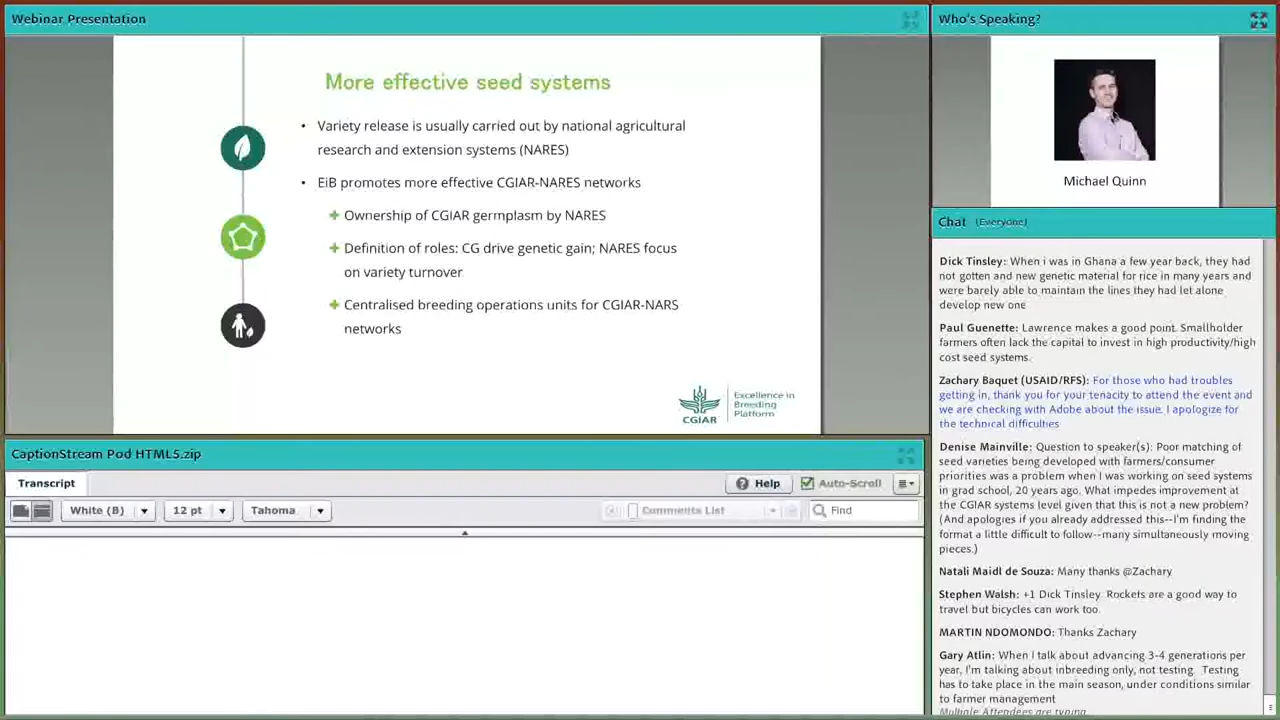 Webinar Presentation
More effective seed systems
• Variety release is usually carried out by national agricultural
research and extension systems (NARES)
• EiB promotes more effective CGIAR-NARES networks
+ Ownership of CGIAR germplasm by NARES
+ Definition of roles: CG drive genetic gain; NARES focus
on variety turnover
+ Centralised breeding operations units for CGIAR-NARS
networks
CGIAR
Excellence in
Breeding
Platform
CaptionStream Pod HTML5.zip
Transcript
Help
Auto-Scroll
White (B)
12 pt
Tahoma
Comments List
Find
Who's Speaking?
Michael Quinn
Chat (Everyone)
Dick Tinsley: When i was in Ghana a few year back, they had
not gotten and new genetic material for rice in many years and
were barely able to maintain the lines they had let alone
develop new one
Paul Guenette: Lawrence makes a good point. Smallholder
farmers often lack the capital to invest in high productivity/high
cost seed systems.
Zachary Baquet (USAID/RFS): For those who had troubles
getting in, thank you for your tenacity to attend the event and
we are checking with Adobe about the issue. I apologize for
the technical difficulties
Denise Mainville: Question to speaker(s): Poor matching of
seed varieties being developed with farmers/consumer
priorities was a problem when I was working on seed systems
in grad school, 20 years ago. What impedes improvement at
the CGIAR systems level given that this is not a new problem?
(And apologies if you already addressed this--I'm finding the
format a little difficult to follow--many simultaneously moving
pieces.)
Natali Maidl de Souza: Many thanks @Zachary
Stephen Walsh: +1 Dick Tinsley. Rockets are a good way to
travel but bicycles can work too.
MARTIN NDOMONDO: Thanks Zachary
Gary Atlin: When I talk about advancing 3-4 generations per
year, I'm talking about inbreeding only, not testing. Testing
has to take place in the main season, under conditions similar
to farmer management
Multiple Attendees are typing